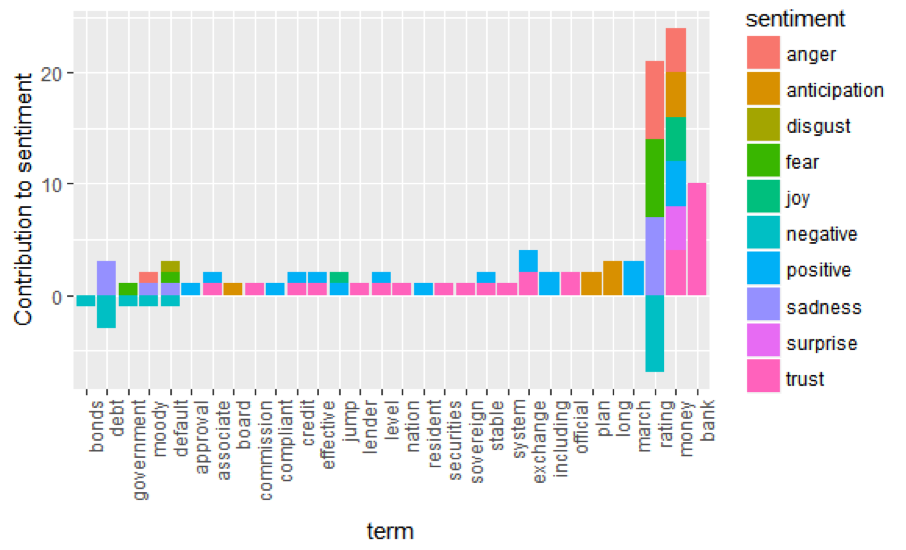 sentiment
anger
anticipation
disgust
fear
joy
negative
positive
sadness
surprise
trust
Contribution to sentiment
20
10
0
bonds
debt
government
moody
default
approval
associate
board
commission
compliant
credit
effective
jump
lender
level
nation
resident
securities
sovereign
stable
system
exchange
including
official
plan
long
march
rating
money
bank
term